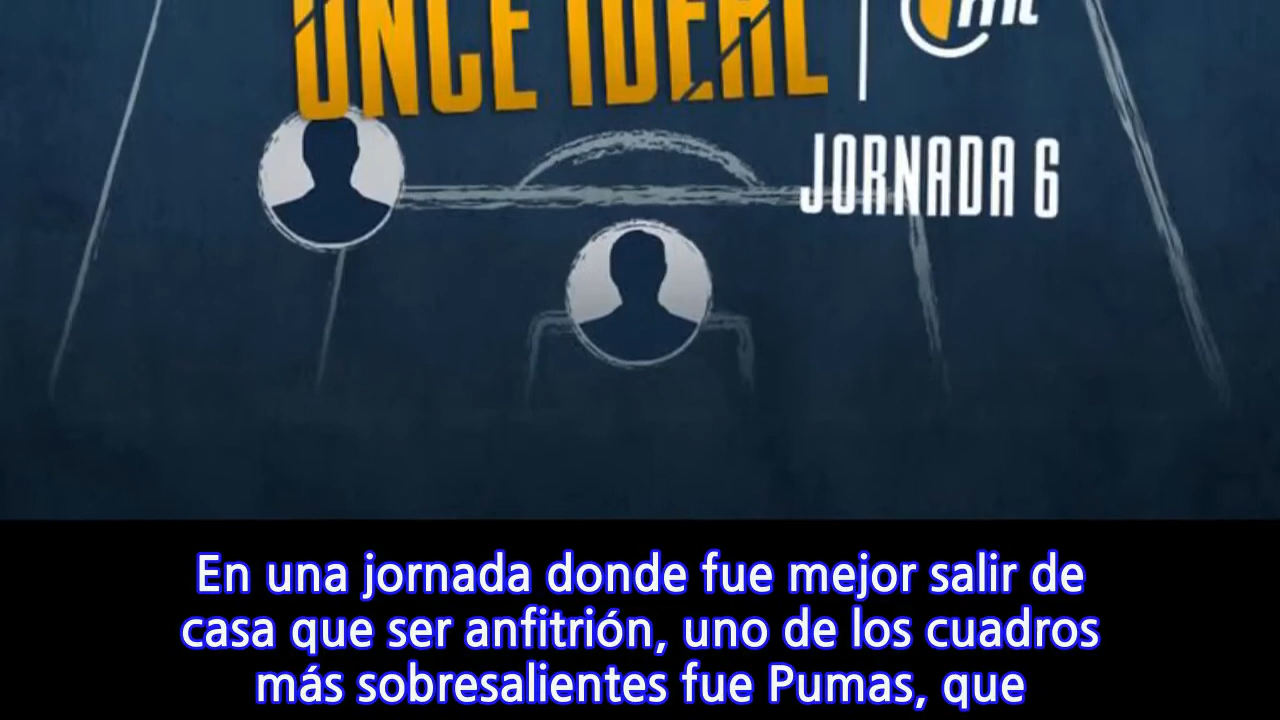 ONCE IDEAL
JORNADA 6
En una jornada donde fue mejor salir de
casa que ser anfitrión, uno de los cuadros
más sobresalientes fue Pumas, que